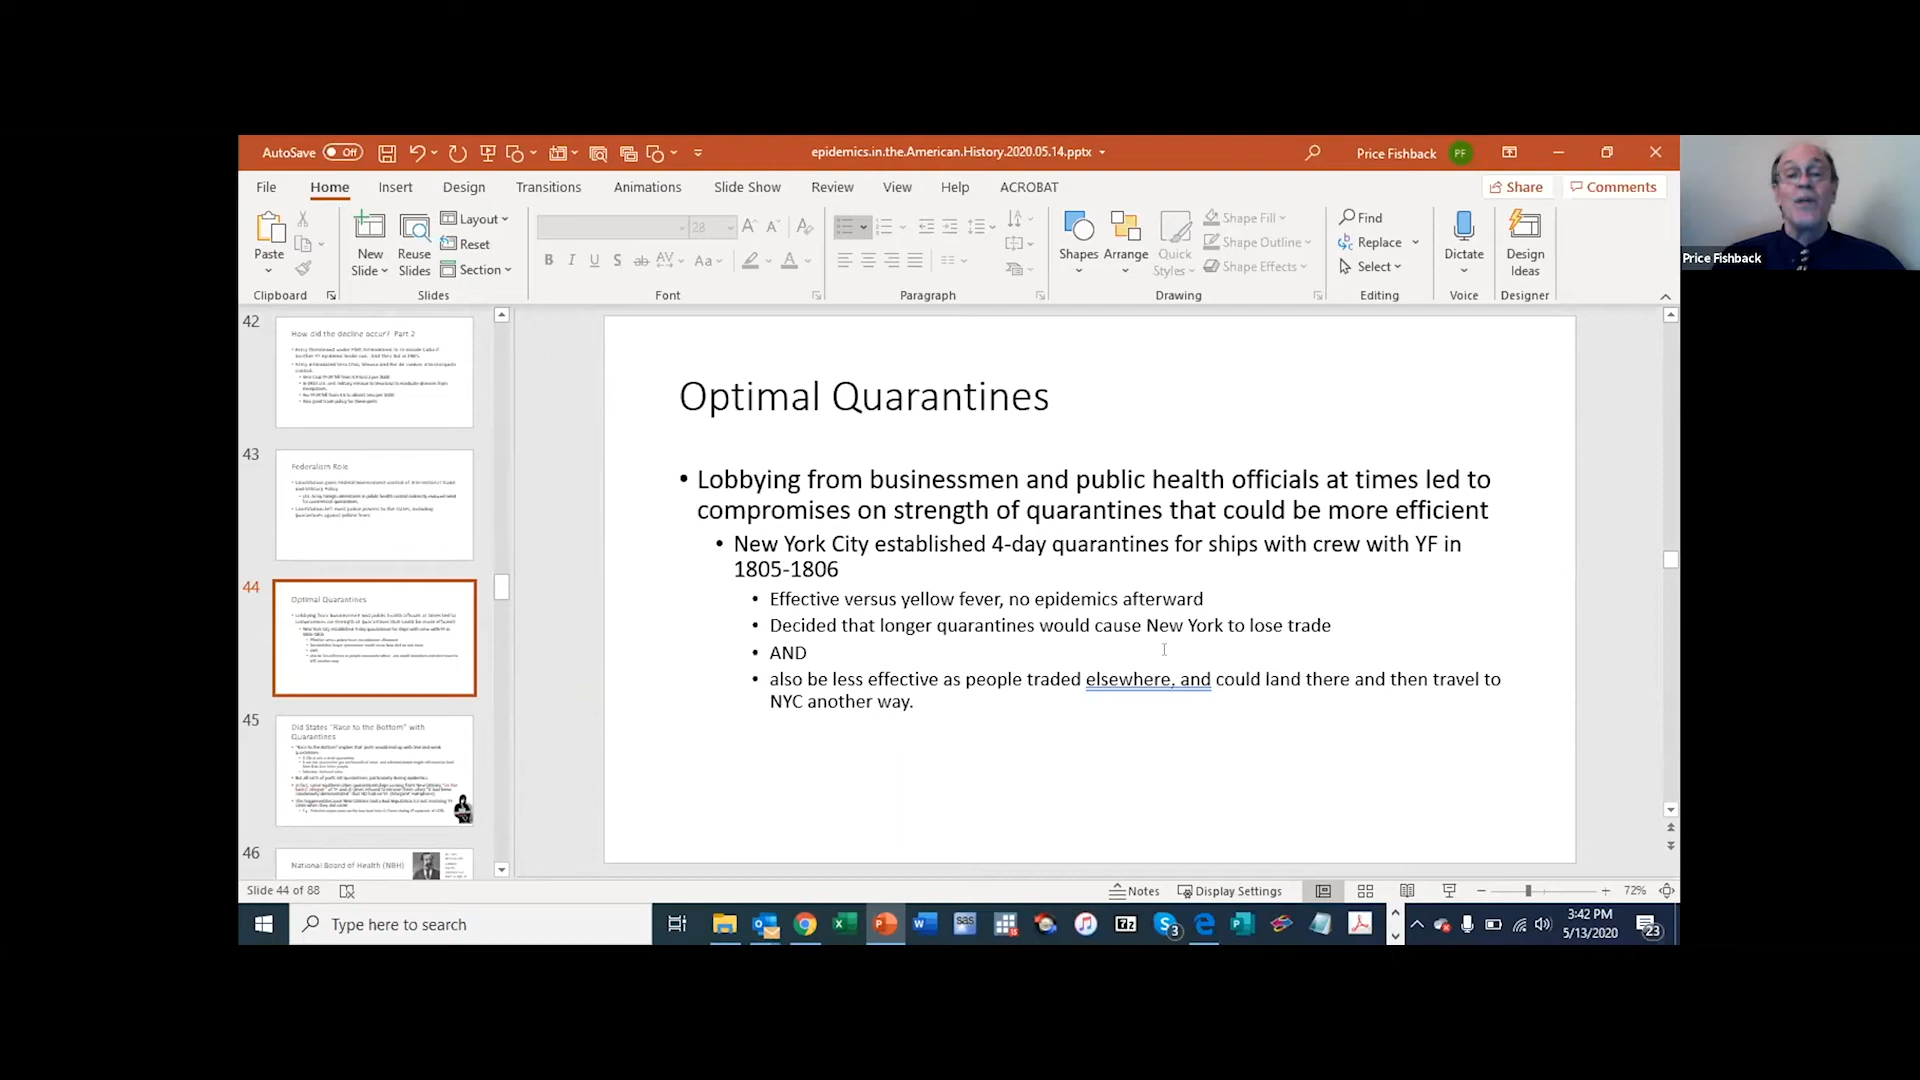 AutoSave Off
epidemics.in.the.American.History.2020.05.14.pptx
Price Fishback PF
File Home Insert Design Transitions Animations Slide Show Review View Help ACROBAT
Share Comments
Paste
Clipboard
New Slide
Reuse Slides
Layout
Reset
Section
Slides
28
Font
Paragraph
Shapes
Arrange
Quick Styles
Shape Fill
Shape Outline
Shape Effects
Drawing
Find
Replace
Select
Editing
Dictate
Voice
Design Ideas
Designer
Price Fishback
42
How did the decline occur? Part 2
43
Federalism Role
44
Optimal Quarantines
45
Did States "Race to the Bottom" with
Quarantines
46
National Board of Health (NBH)
Optimal Quarantines
• Lobbying from businessmen and public health officials at times led to
compromises on strength of quarantines that could be more efficient
• New York City established 4-day quarantines for ships with crew with YF in
1805-1806
• Effective versus yellow fever, no epidemics afterward
• Decided that longer quarantines would cause New York to lose trade
• AND
• also be less effective as people traded elsewhere, and could land there and then travel to
NYC another way.
Slide 44 of 88
Notes Display Settings 72%
Type here to search
3:42 PM
5/13/2020
23